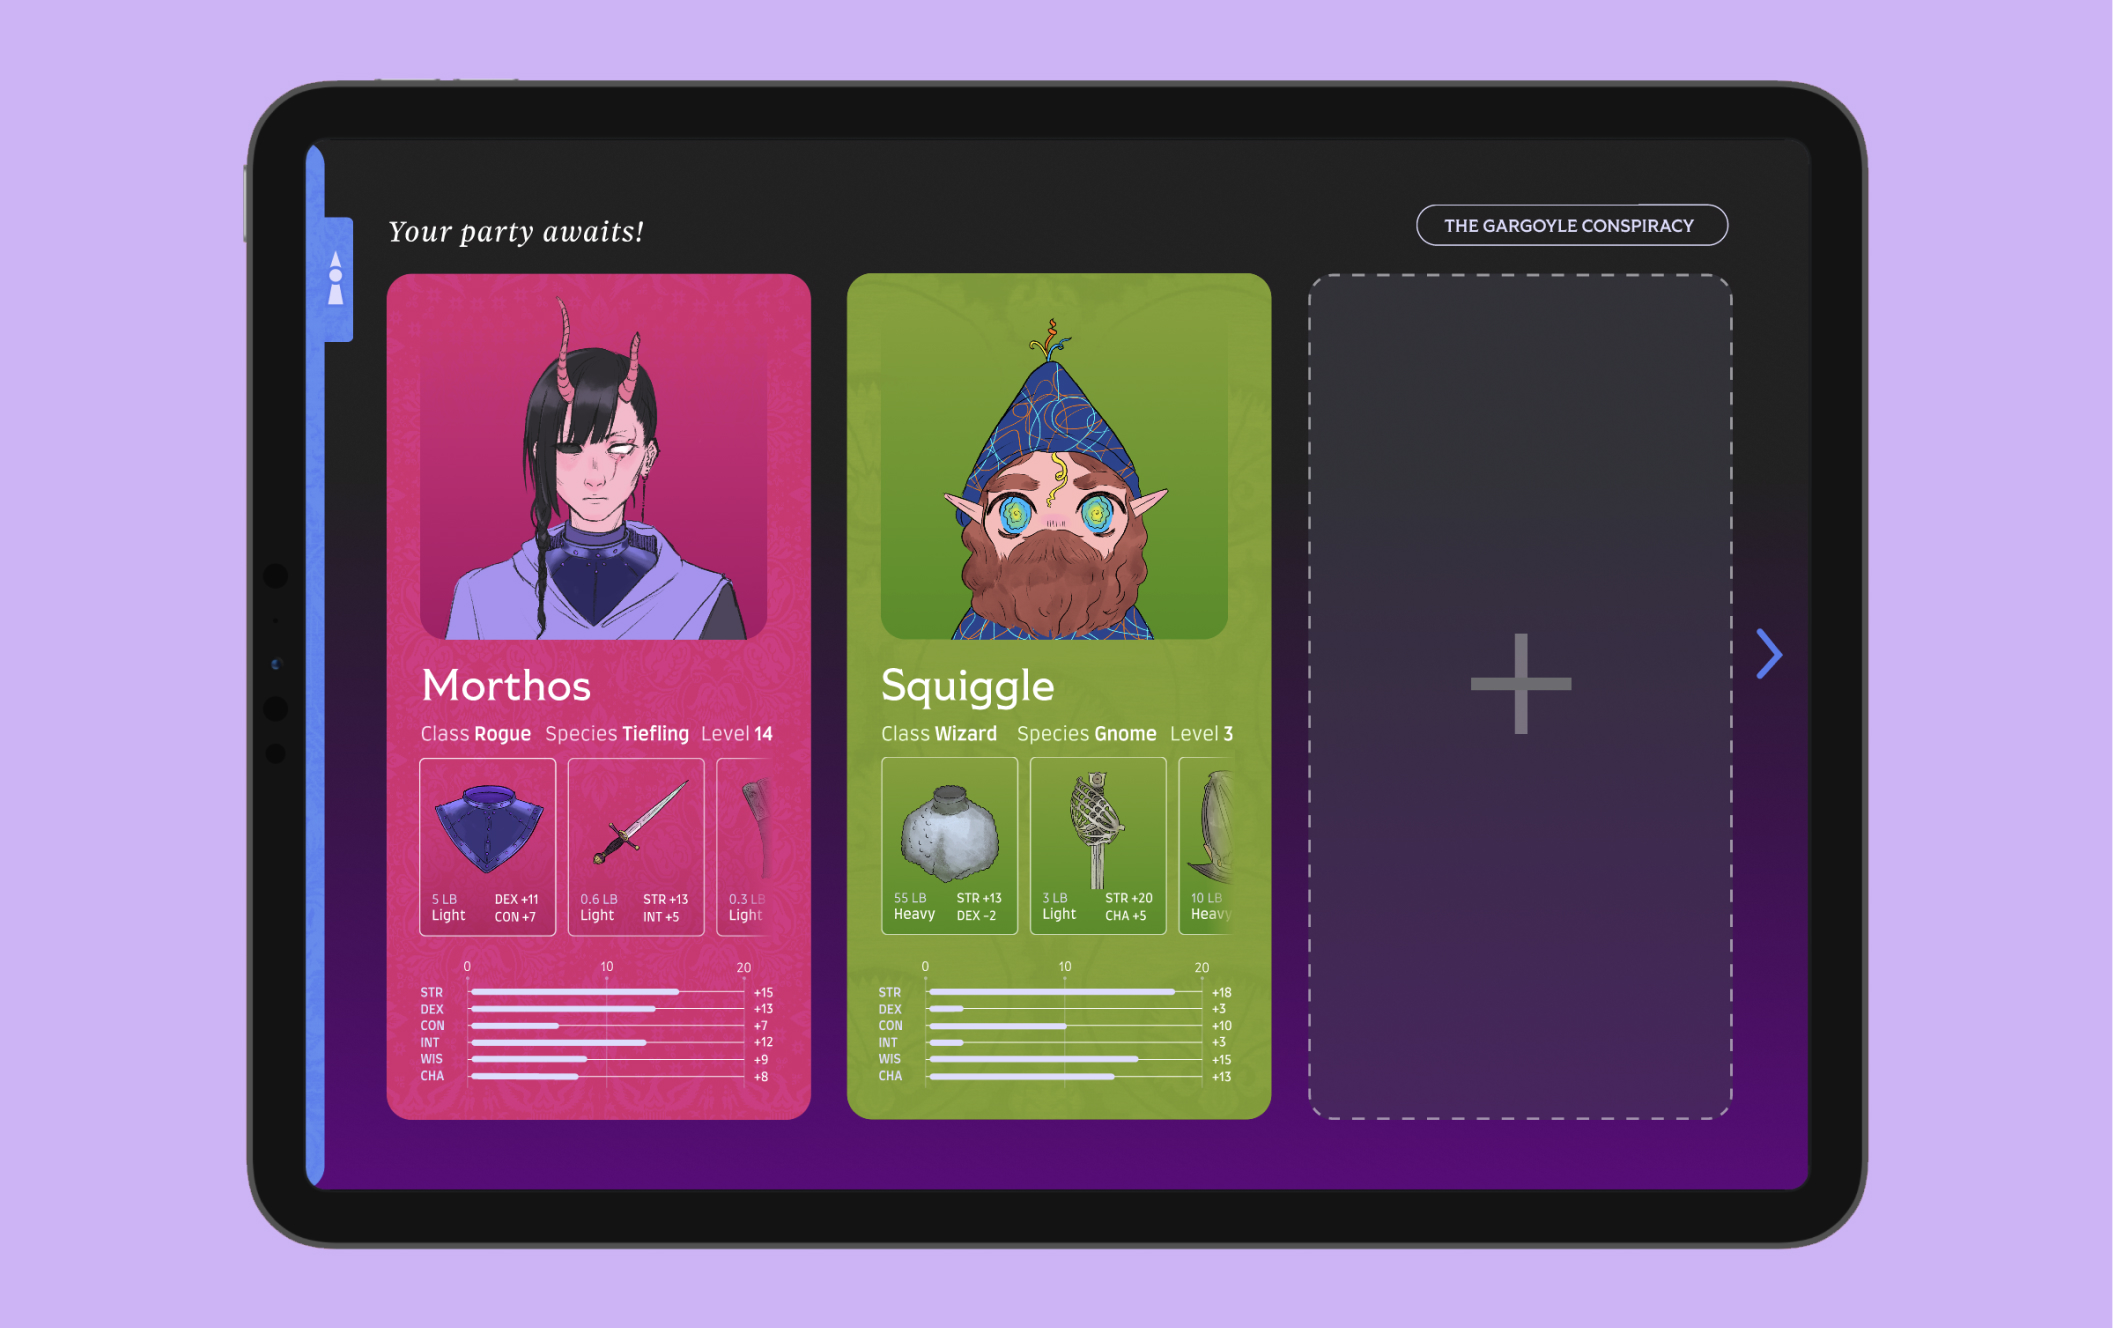 Your party awaits!
THE GARGOYLE CONSPIRACY
Morthos
Class Rogue Species Tiefling Level 14
5 LB
Light
DEX +11
CON +7
0.6 LB
Light
STR +13
INT +5
0.3 LB
Light
0 10 20
STR +15
DEX +13
CON +7
INT +12
WIS +9
CHA +8
Squiggle
Class Wizard Species Gnome Level 3
55 LB
Heavy
STR +13
DEX -2
3 LB
Light
STR +20
CHA +5
10 LB
Heavy
0 10 20
STR +18
DEX +3
CON +10
INT +3
WIS +15
CHA +13